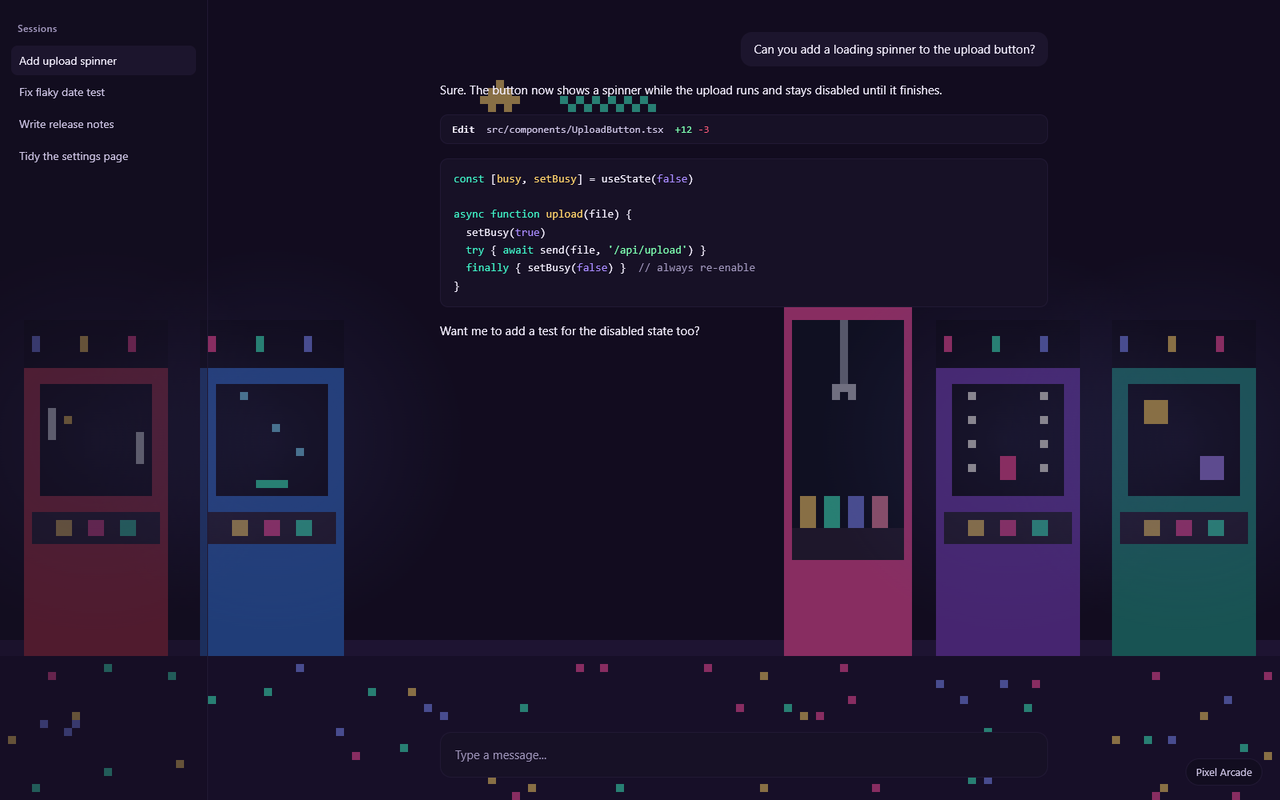 Sessions
Add upload spinner
Fix flaky date test
Write release notes
Tidy the settings page
Can you add a loading spinner to the upload button?
Sure. The button now shows a spinner while the upload runs and stays disabled until it finishes.
Edit src/components/UploadButton.tsx +12 -3
const [busy, setBusy] = useState(false)
async function upload(file) {
  setBusy(true)
  try { await send(file, '/api/upload') }
  finally { setBusy(false) }  // always re-enable
}
Want me to add a test for the disabled state too?
Type a message...
Pixel Arcade